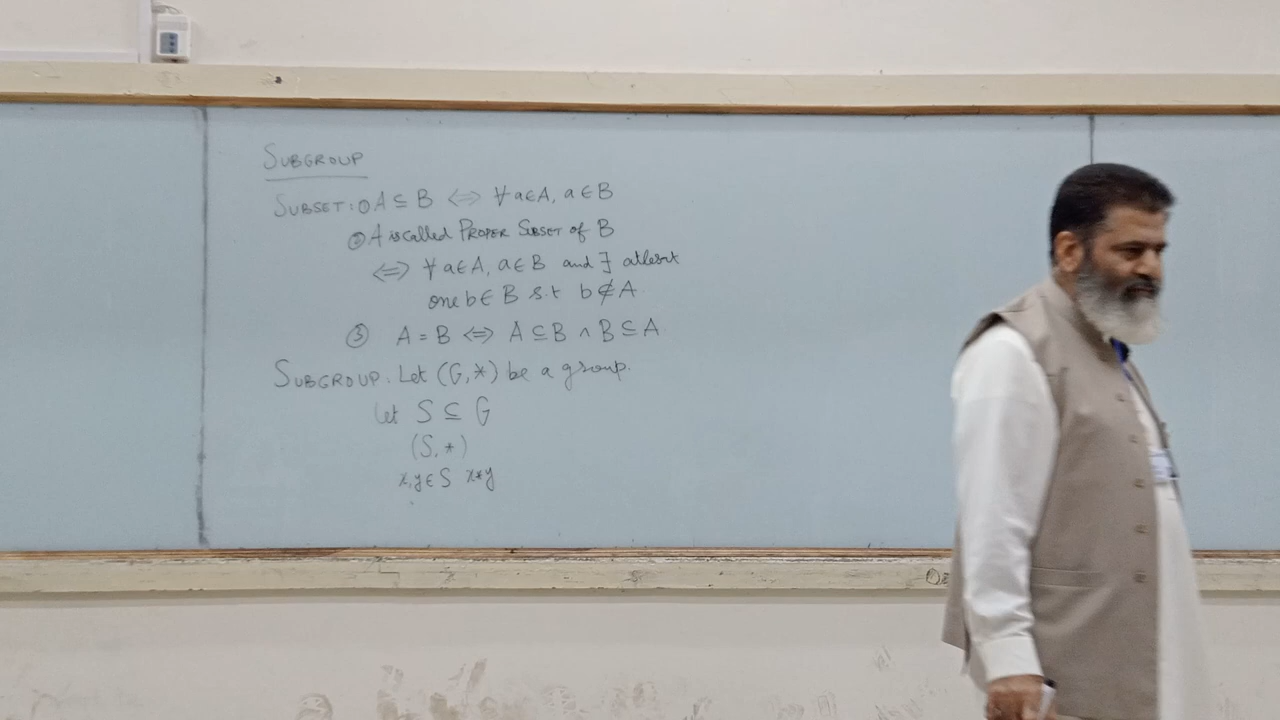 SUBGROUP
SUBSET: ① A ⊆ B ⇔ ∀ a∈A, a ∈ B
② A is called PROPER SUBSET of B
⇔ ∀ a∈A, a∈B and ∃ atleast
one b∈B s.t b∉A
③ A = B ⇔ A ⊆ B ∧ B ⊆ A
SUBGROUP: Let (G, *) be a group.
Let S ⊆ G
(S, *)
x,y∈S x*y